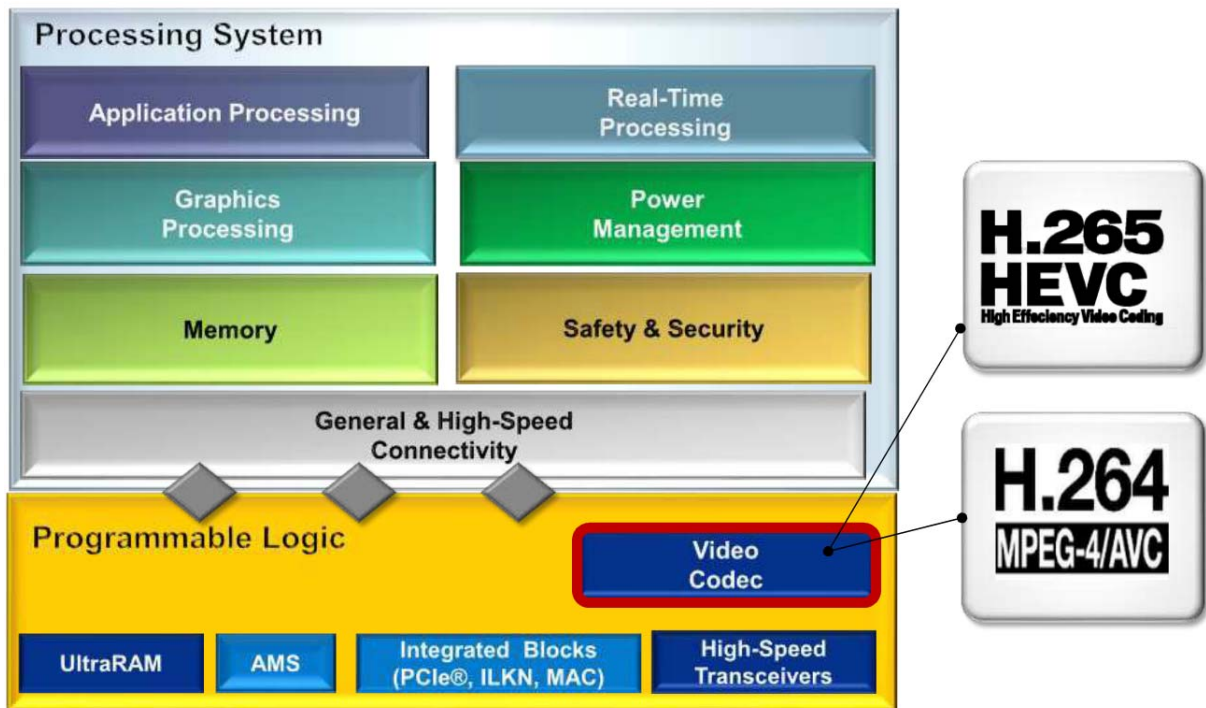 Processing System
Application Processing
Real-Time
Processing
Graphics
Processing
Power
Management
Memory
Safety & Security
General & High-Speed
Connectivity
Programmable Logic
Video
Codec
UltraRAM
AMS
Integrated Blocks
(PCIe®, ILKN, MAC)
High-Speed
Transceivers
H.265
HEVC
High Effeciency Video Coding
H.264
MPEG-4/AVC